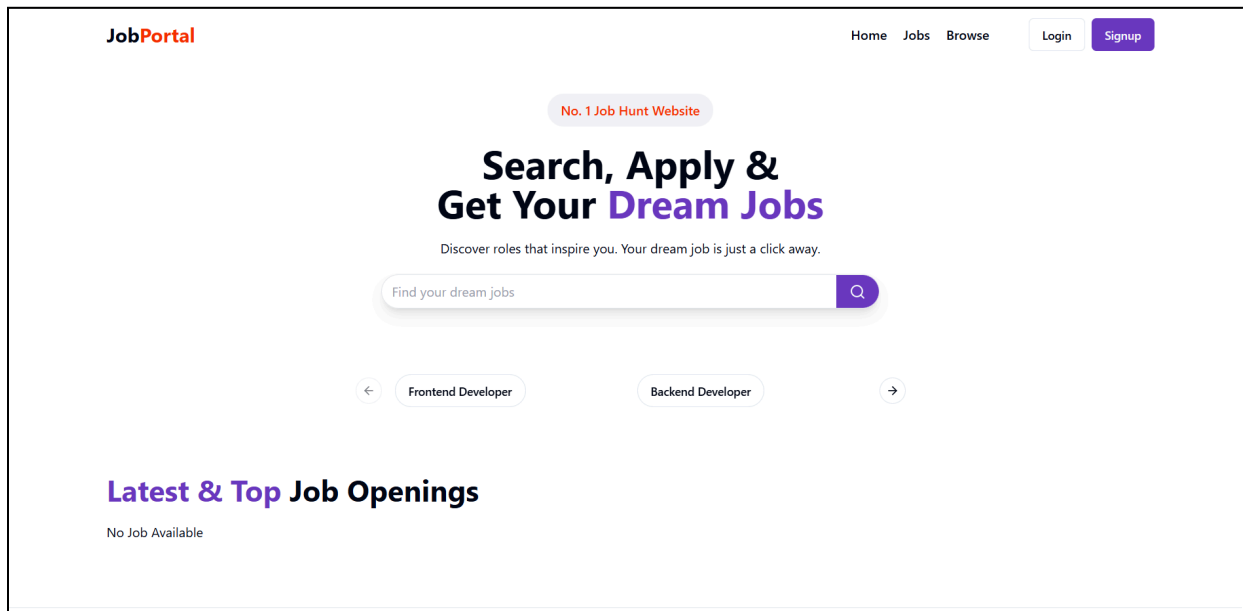 JobPortal
Home Jobs Browse Login Signup
No. 1 Job Hunt Website
Search, Apply &
Get Your Dream Jobs
Discover roles that inspire you. Your dream job is just a click away.
Find your dream jobs
Frontend Developer Backend Developer
Latest & Top Job Openings
No Job Available